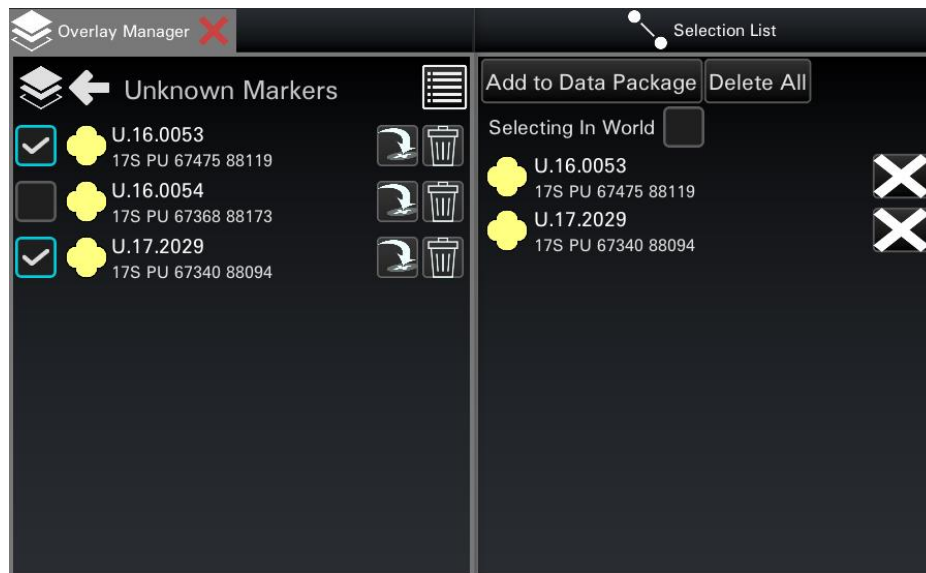 Overlay Manager
Selection List
Unknown Markers
U.16.0053
17S PU 67475 88119
U.16.0054
17S PU 67368 88173
U.17.2029
17S PU 67340 88094
Add to Data Package
Delete All
Selecting In World
U.16.0053
17S PU 67475 88119
U.17.2029
17S PU 67340 88094